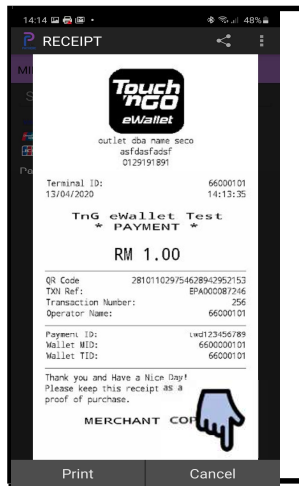 14:14 48%
RECEIPT
Touch
'nGO
eWallet
outlet dba name seco
asfdasfadsf
0129191891
Terminal ID: 66000101
13/04/2020 14:13:35
TnG eWallet Test
* PAYMENT *
RM 1.00
QR Code 281011029754628942952153
TXN Ref: EPA000087246
Transaction Number: 256
Operator Name: 66000101
Payment ID: twd123456789
Wallet MID: 6600000101
Wallet TID: 66000101
Thank you and Have a Nice Day!
Please keep this receipt as a
proof of purchase.
MERCHANT COP
Print Cancel